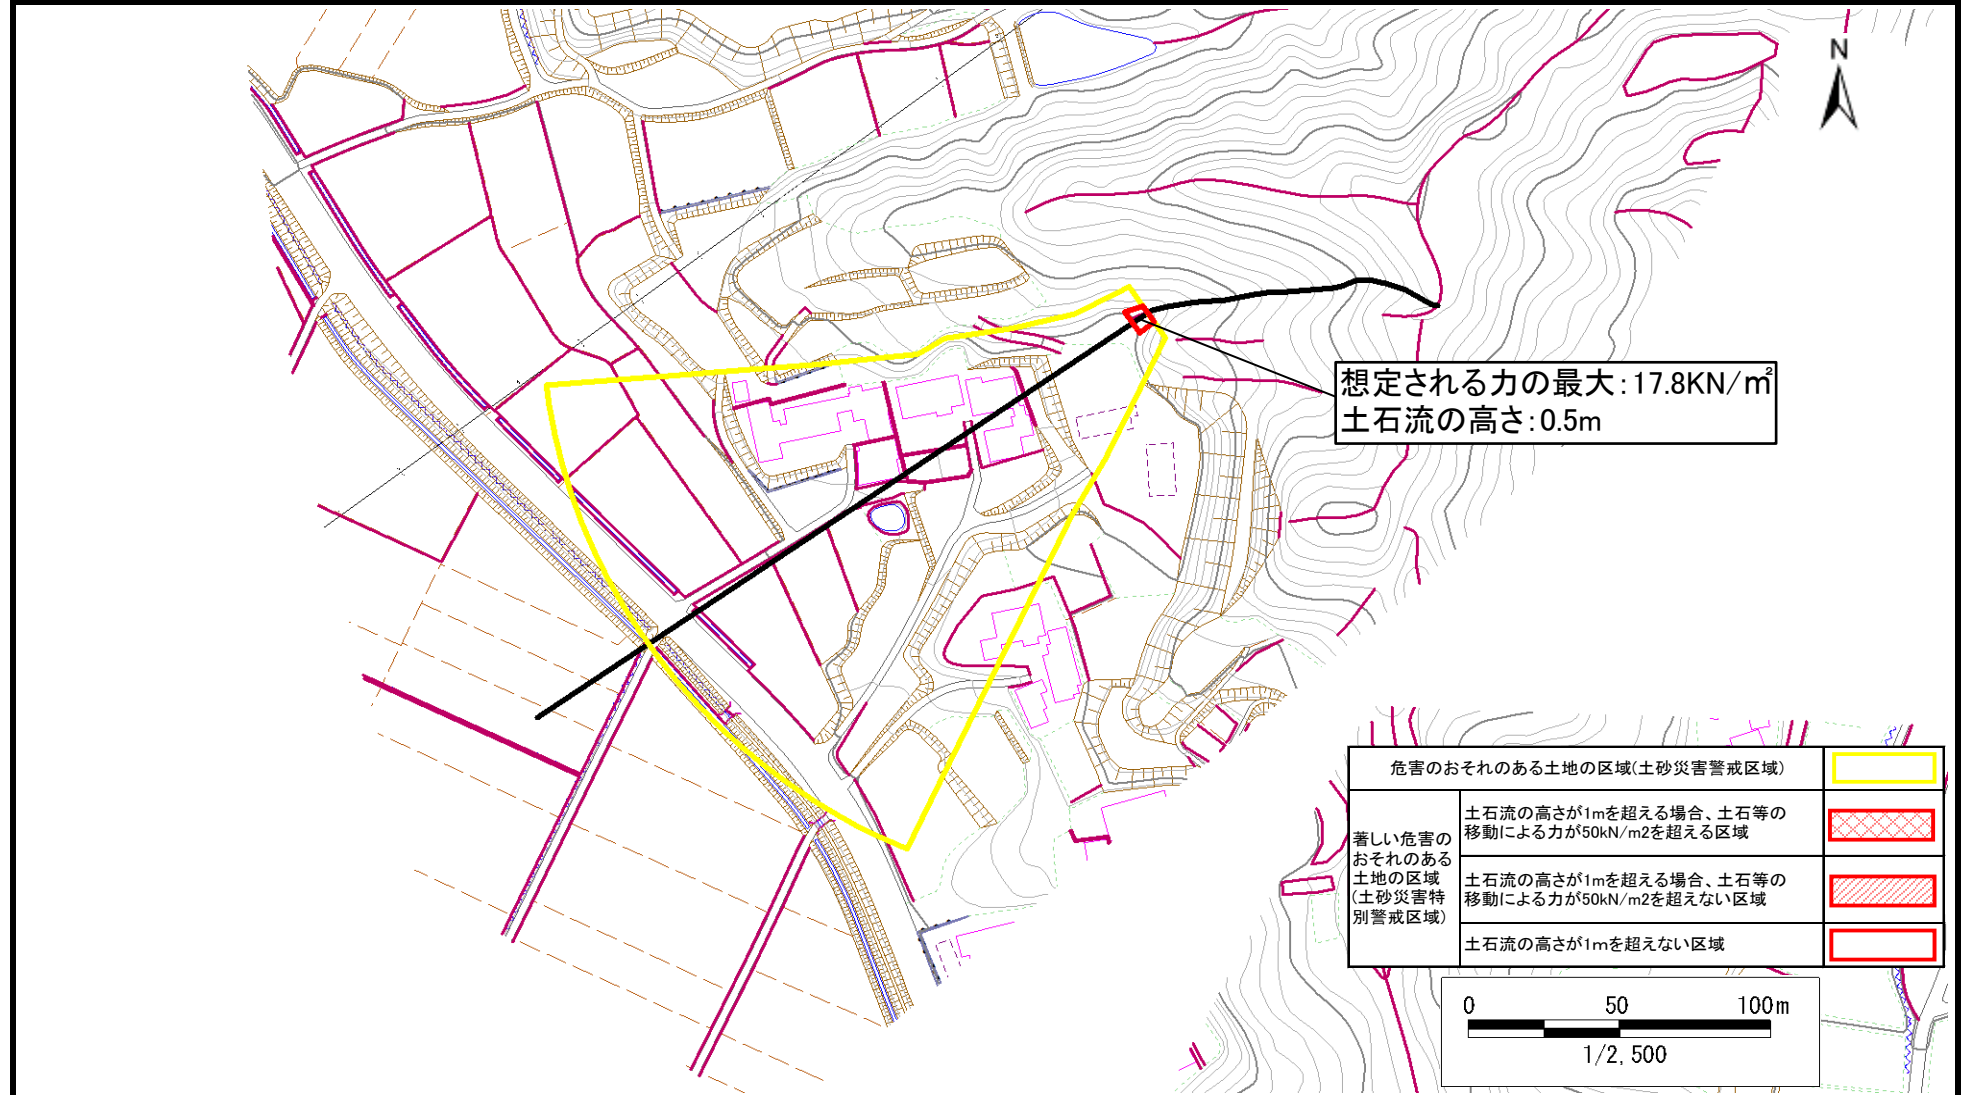 N
想定される力の最大:17.8KN/㎡
土石流の高さ:0.5m
危害のおそれのある土地の区域(土砂災害警戒区域)
著しい危害の
おそれのある
土地の区域
(土砂災害特
別警戒区域)
土石流の高さが1mを超える場合、土石等の
移動による力が50kN/m2を超える区域
土石流の高さが1mを超える場合、土石等の
移動による力が50kN/m2を超えない区域
土石流の高さが1mを超えない区域
0 50 100m
1/2,500